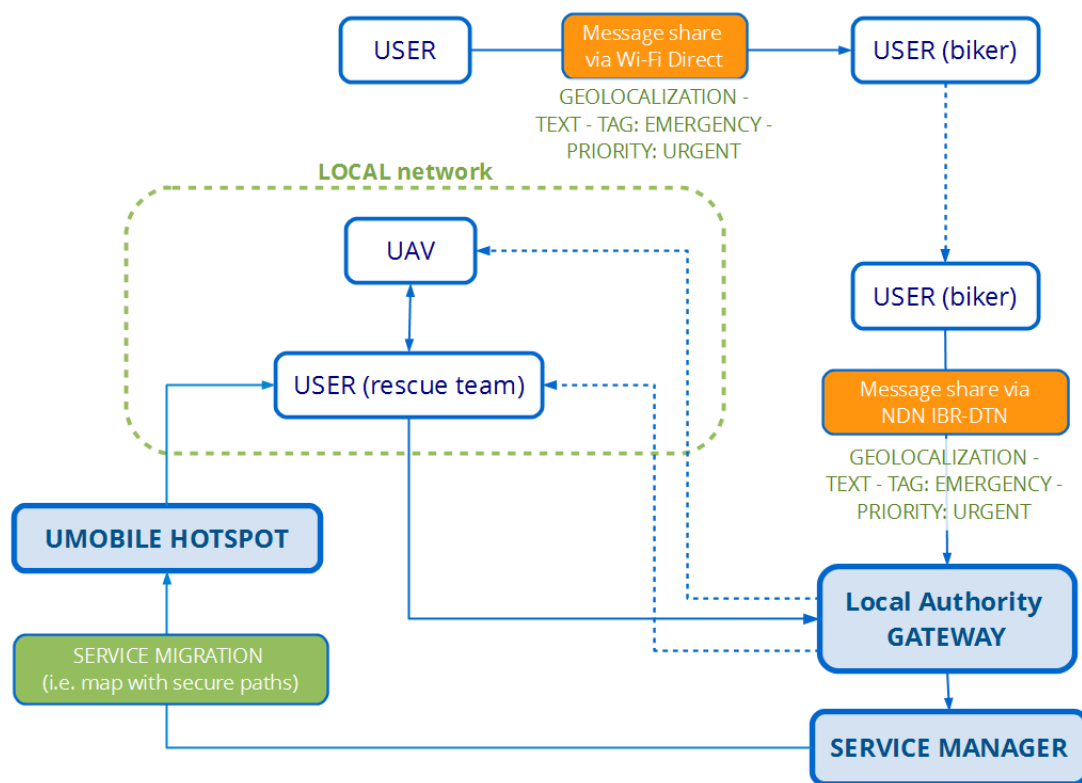 USER
Message share
via Wi-Fi Direct
USER (biker)
GEOLOCALIZATION -
TEXT - TAG: EMERGENCY -
PRIORITY: URGENT
LOCAL network
UAV
USER (biker)
USER (rescue team)
Message share via
NDN IBR-DTN
GEOLOCALIZATION -
TEXT - TAG: EMERGENCY -
PRIORITY: URGENT
UMOBILE HOTSPOT
Local Authority
GATEWAY
SERVICE MIGRATION
(i.e. map with secure paths)
SERVICE MANAGER